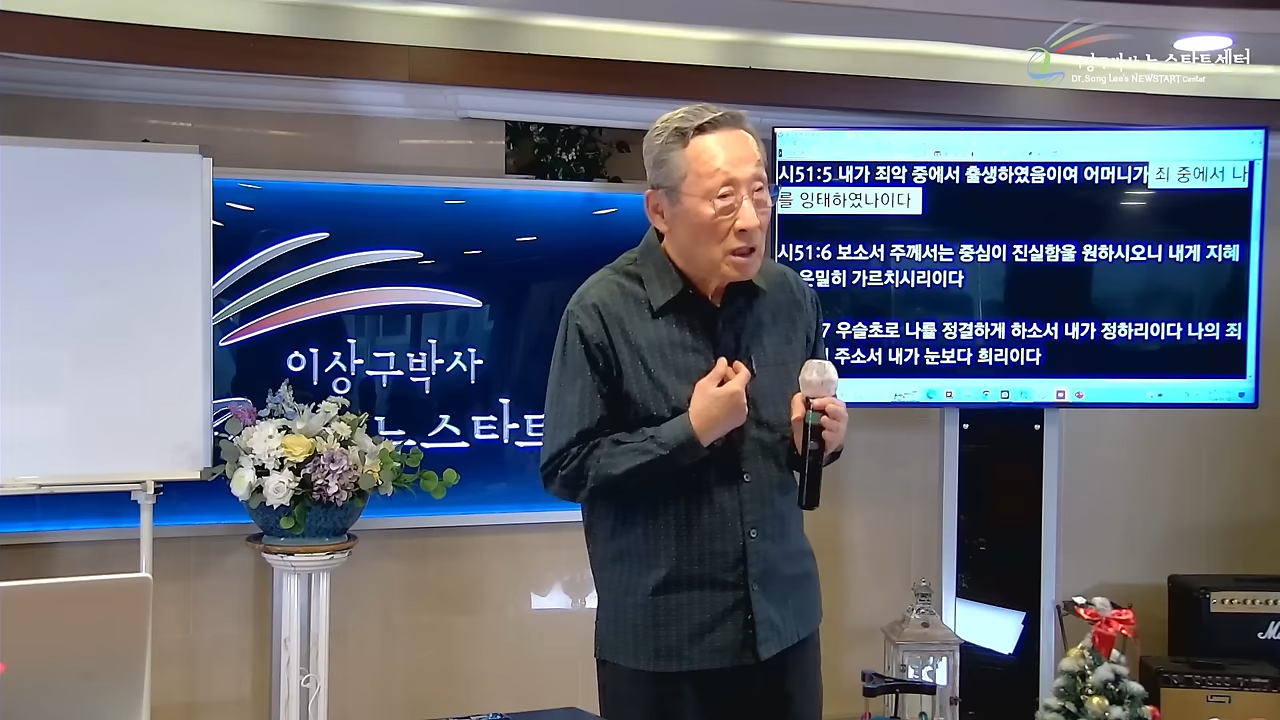 이상구박사 뉴스타트센터
Dr. Sang Lee's NEWSTART Center
시51:5 내가 죄악 중에서 출생하였음이여 어머니가 죄 중에서 나
를 잉태하였나이다
시51:6 보소서 주께서는 중심이 진실함을 원하시오니 내게 지혜
은밀히 가르치시리이다
7 우슬초로 나를 정결하게 하소서 내가 정하리이다 나의 죄
주소서 내가 눈보다 희리이다
이상구박사
뉴스타트